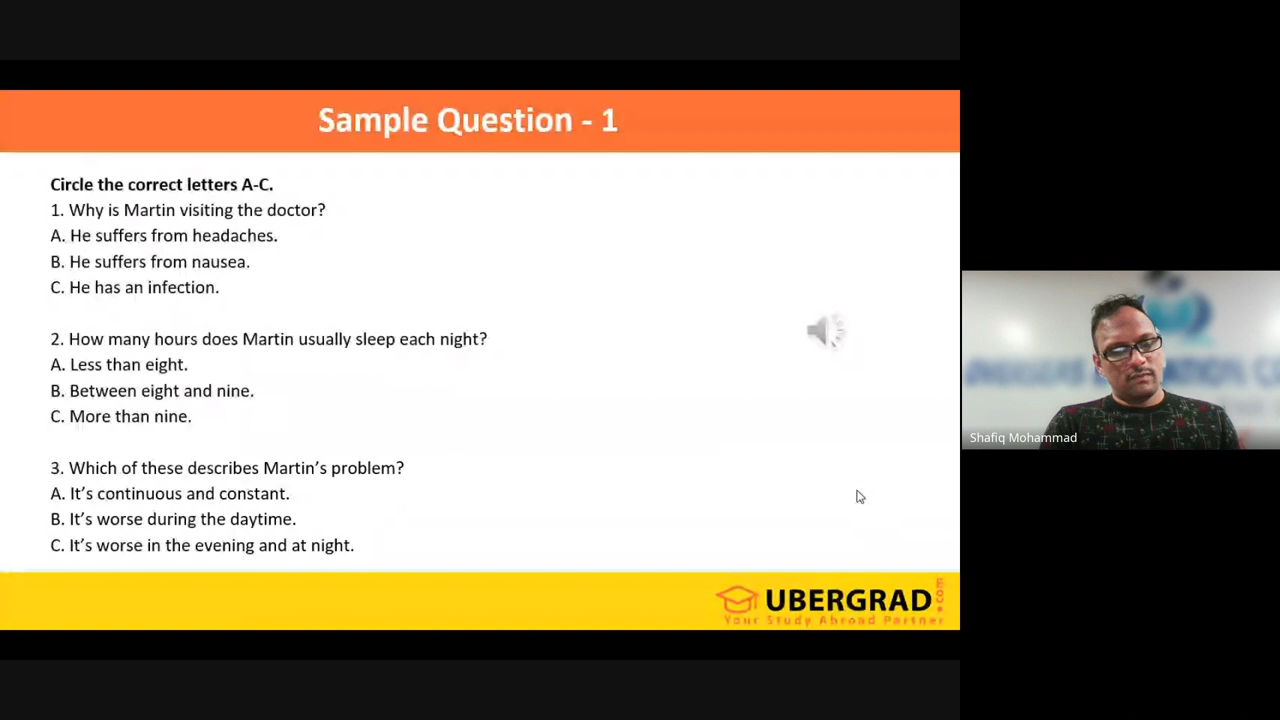 Sample Question - 1
Circle the correct letters A-C.
1. Why is Martin visiting the doctor?
A. He suffers from headaches.
B. He suffers from nausea.
C. He has an infection.
2. How many hours does Martin usually sleep each night?
A. Less than eight.
B. Between eight and nine.
C. More than nine.
3. Which of these describes Martin’s problem?
A. It’s continuous and constant.
B. It’s worse during the daytime.
C. It’s worse in the evening and at night.
Shafiq Mohammad
UBERGRAD.com
Your Study Abroad Partner